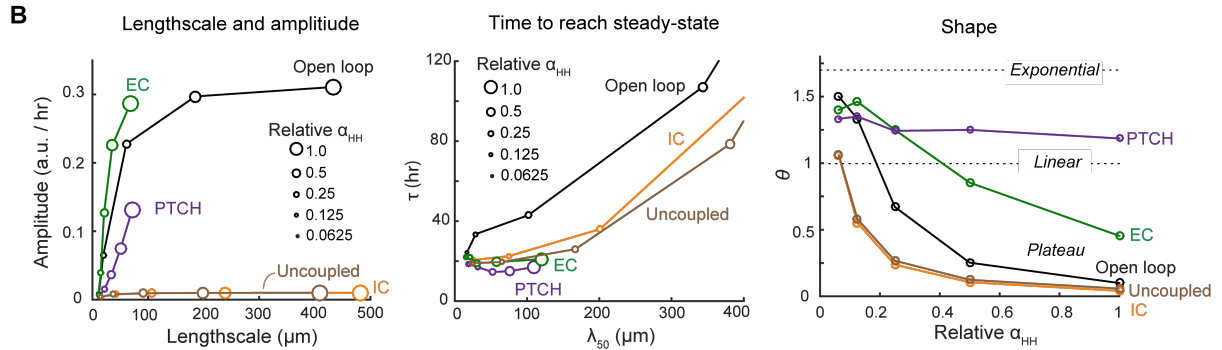 B
Lengthscale and amplitiude
Time to reach steady-state
Shape
Amplitude (a.u. / hr)
0.3
0.2
0.1
0
EC
Open loop
Relative αHH
1.0
0.5
0.25
0.125
0.0625
PTCH
Uncoupled
IC
0 100 200 300 400 500
Lengthscale (μm)
τ (hr)
120
80
40
0
Relative αHH
1.0
0.5
0.25
0.125
0.0625
Open loop
IC
Uncoupled
EC
PTCH
0 100 200 300 400
λ50 (μm)
θ
1.5
1
0.5
0
Exponential
PTCH
Linear
EC
Plateau
Open loop
Uncoupled
IC
0 0.2 0.4 0.6 0.8 1
Relative αHH